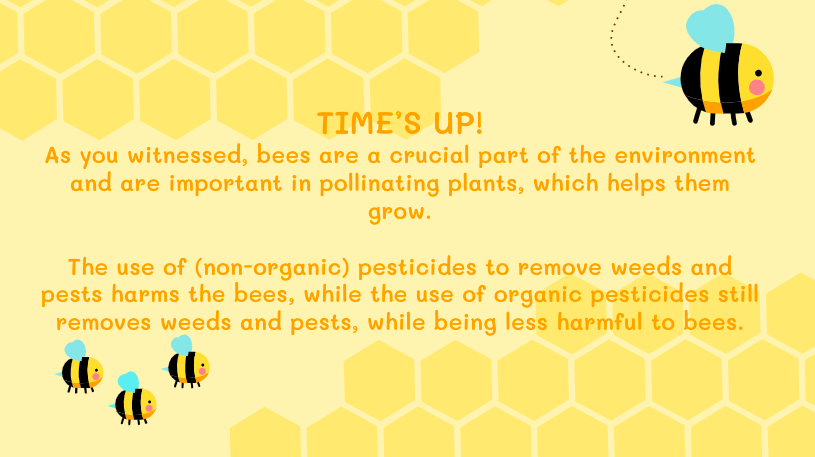 TIME'S UP!
As you witnessed, bees are a crucial part of the environment
and are important in pollinating plants, which helps them
grow.
The use of (non-organic) pesticides to remove weeds and
pests harms the bees, while the use of organic pesticides still
removes weeds and pests, while being less harmful to bees.